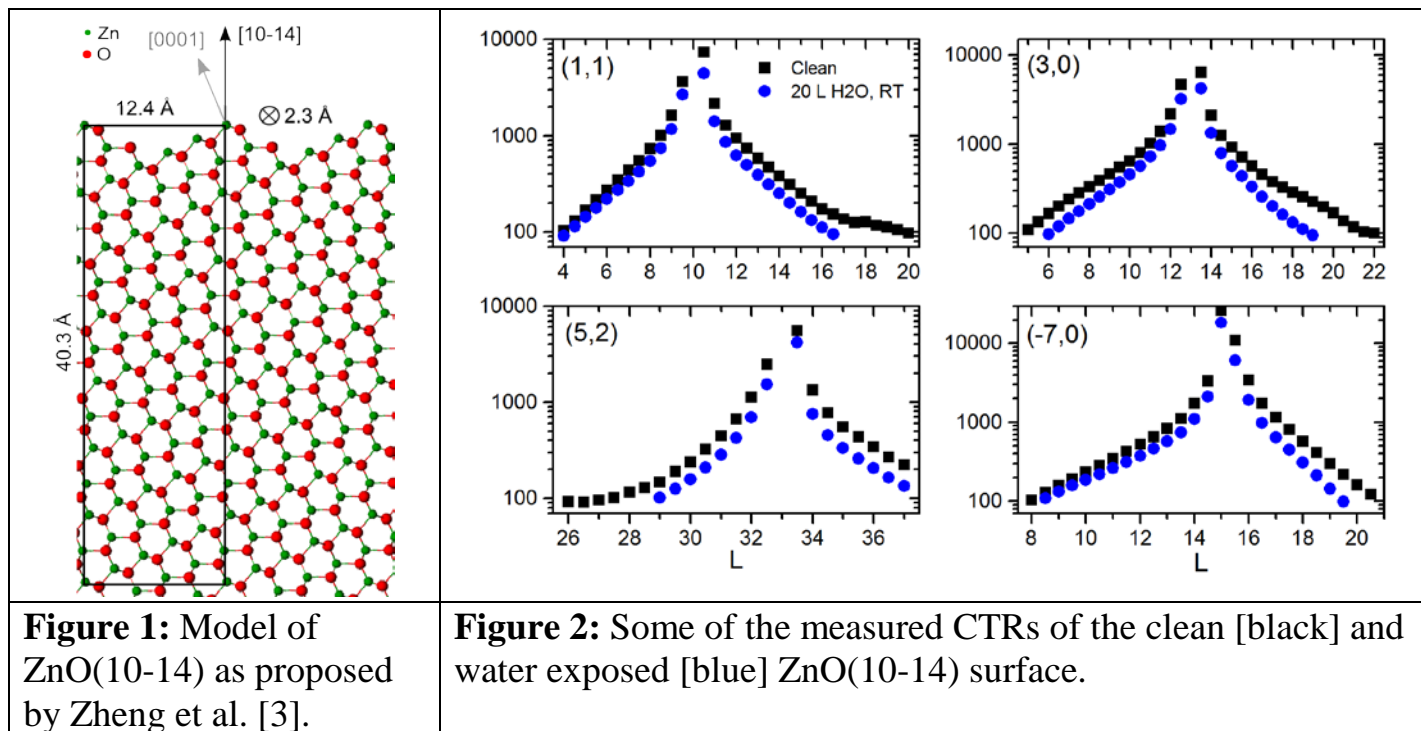 Zn
O
[0001]
[10-14]
12.4 Å
⊗ 2.3 Å
40.3 Å
Figure 1: Model of
ZnO(10-14) as proposed
by Zheng et al. [3].
10000
1000
100
(1,1)
Clean
20 L H2O, RT
4 6 8 10 12 14 16 18 20
10000
1000
100
(3,0)
6 8 10 12 14 16 18 20 22
10000
1000
100
(5,2)
26 28 30 32 34 36
L
10000
1000
100
(-7,0)
8 10 12 14 16 18 20
L
Figure 2: Some of the measured CTRs of the clean [black] and
water exposed [blue] ZnO(10-14) surface.